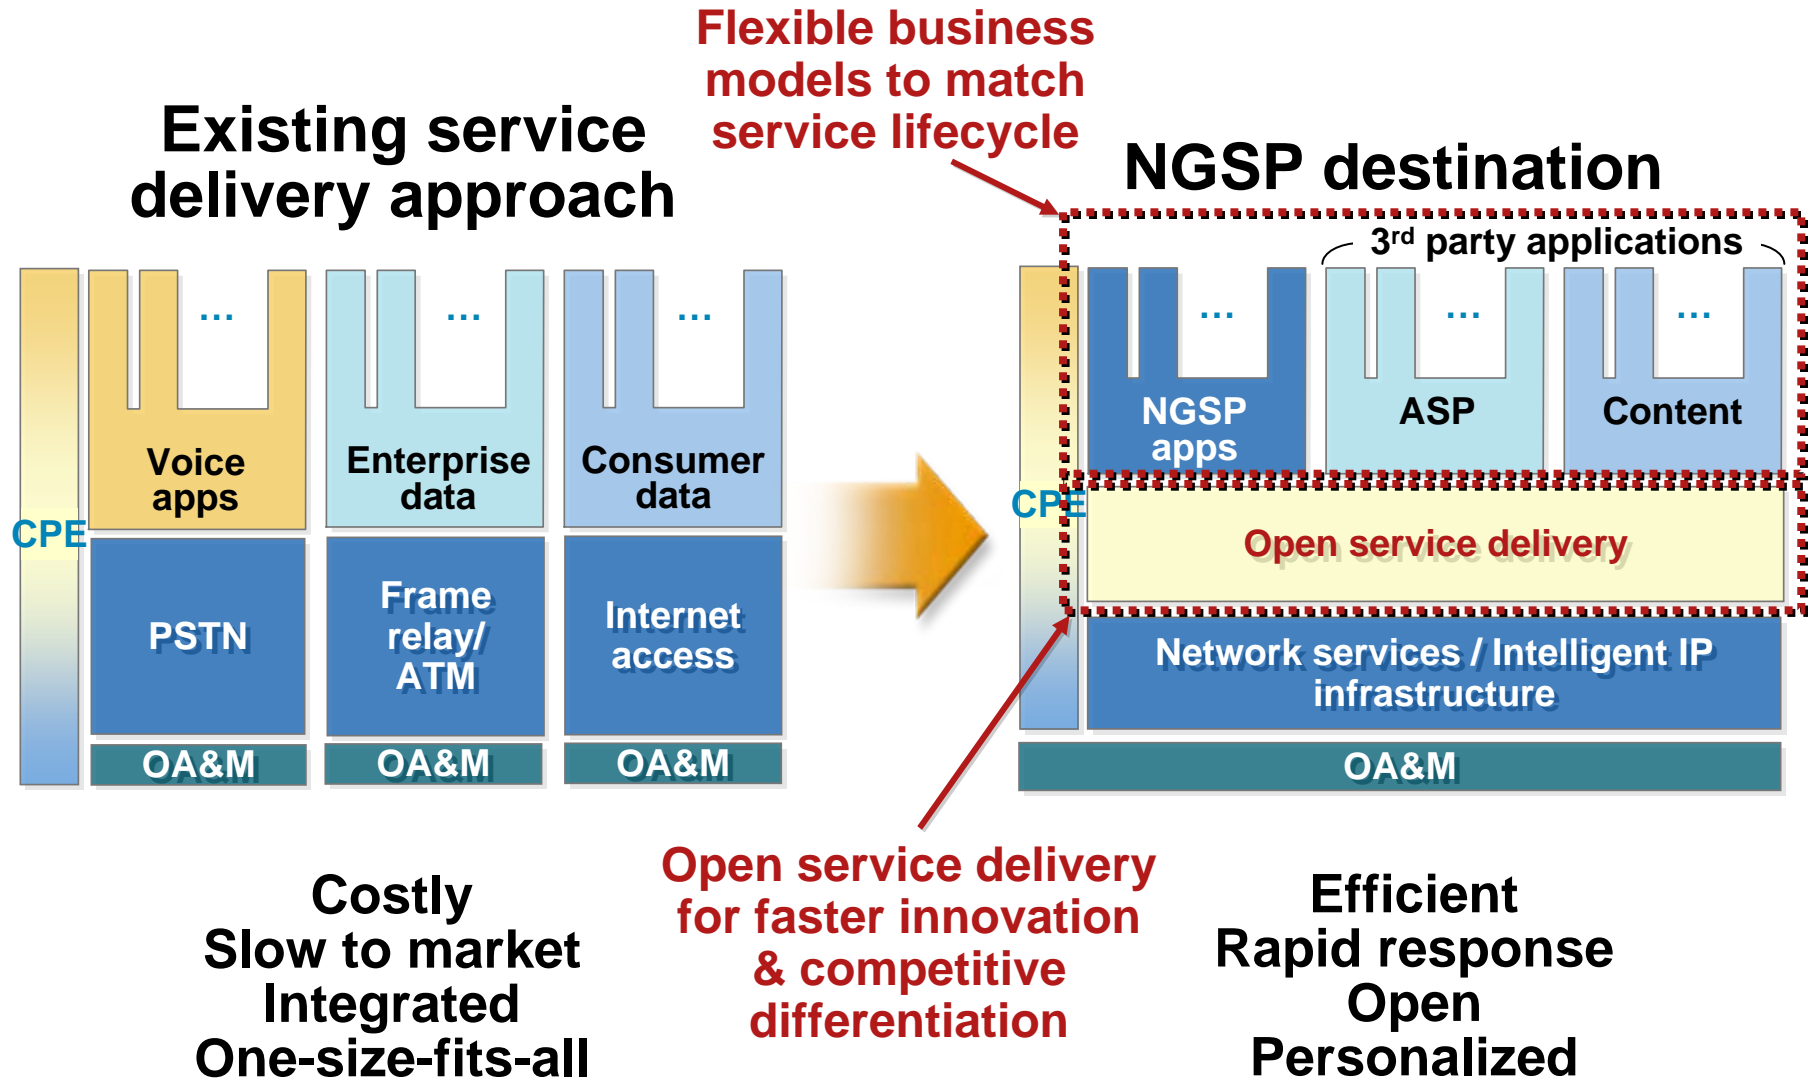 Flexible business
models to match
service lifecycle
Existing service
delivery approach
NGSP destination
3rd party applications
...
...
...
...
...
...
Voice
apps
Enterprise
data
Consumer
data
NGSP
apps
ASP
Content
CPE
CPE
Open service delivery
PSTN
Frame
relay/
ATM
Internet
access
Network services / Intelligent IP
infrastructure
OA&M
OA&M
OA&M
OA&M
Costly
Slow to market
Integrated
One-size-fits-all
Open service delivery
for faster innovation
& competitive
differentiation
Efficient
Rapid response
Open
Personalized